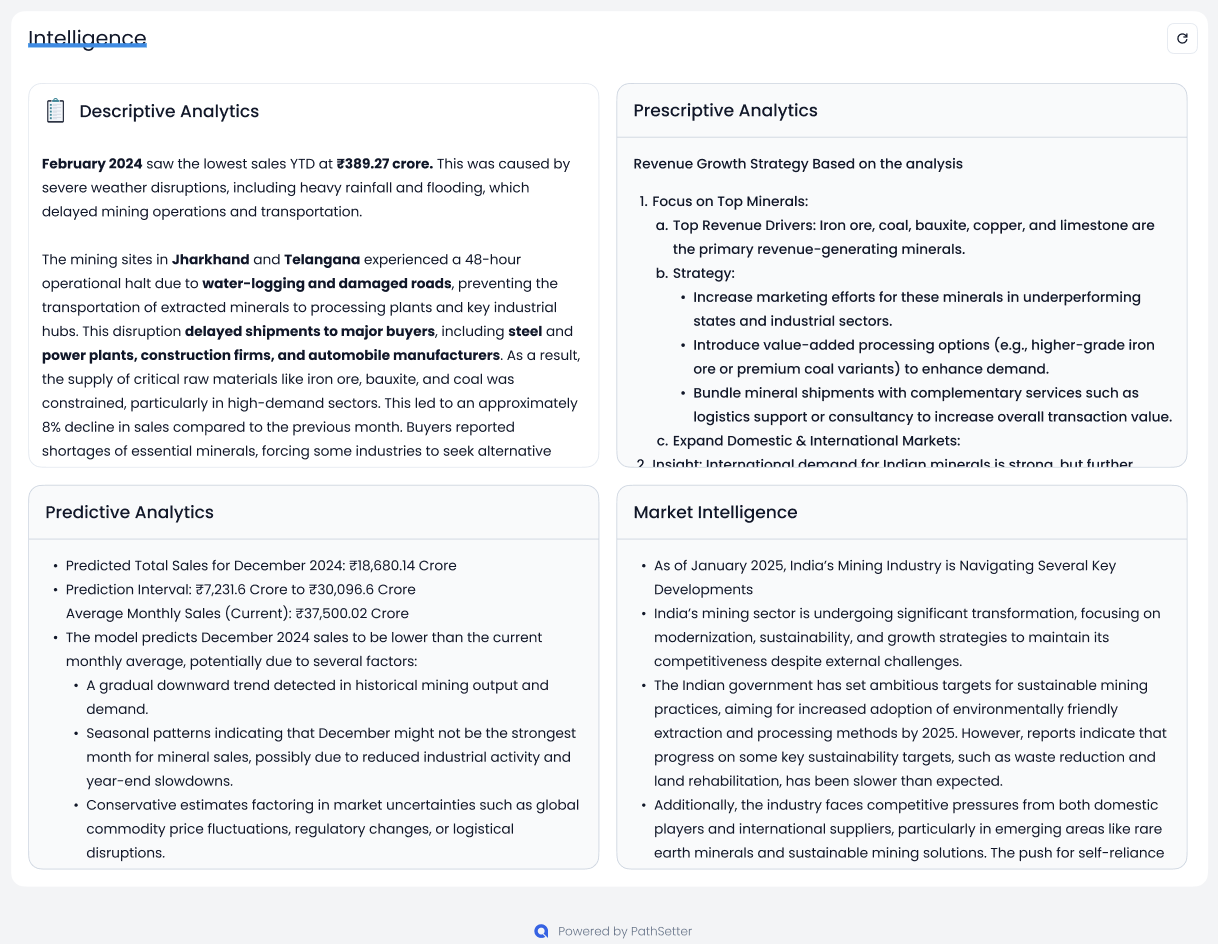 Intelligence
Descriptive Analytics
February 2024 saw the lowest sales YTD at ₹389.27 crore. This was caused by
severe weather disruptions, including heavy rainfall and flooding, which
delayed mining operations and transportation.
The mining sites in Jharkhand and Telangana experienced a 48-hour
operational halt due to water-logging and damaged roads, preventing the
transportation of extracted minerals to processing plants and key industrial
hubs. This disruption delayed shipments to major buyers, including steel and
power plants, construction firms, and automobile manufacturers. As a result,
the supply of critical raw materials like iron ore, bauxite, and coal was
constrained, particularly in high-demand sectors. This led to an approximately
8% decline in sales compared to the previous month. Buyers reported
shortages of essential minerals, forcing some industries to seek alternative
Prescriptive Analytics
Revenue Growth Strategy Based on the analysis
1. Focus on Top Minerals:
a. Top Revenue Drivers: Iron ore, coal, bauxite, copper, and limestone are
the primary revenue-generating minerals.
b. Strategy:
• Increase marketing efforts for these minerals in underperforming
states and industrial sectors.
• Introduce value-added processing options (e.g., higher-grade iron
ore or premium coal variants) to enhance demand.
• Bundle mineral shipments with complementary services such as
logistics support or consultancy to increase overall transaction value.
c. Expand Domestic & International Markets:
2. Insight: International demand for Indian minerals is strong, but further
Predictive Analytics
• Predicted Total Sales for December 2024: ₹18,680.14 Crore
• Prediction Interval: ₹7,231.6 Crore to ₹30,096.6 Crore
Average Monthly Sales (Current): ₹37,500.02 Crore
• The model predicts December 2024 sales to be lower than the current
monthly average, potentially due to several factors:
• A gradual downward trend detected in historical mining output and
demand.
• Seasonal patterns indicating that December might not be the strongest
month for mineral sales, possibly due to reduced industrial activity and
year-end slowdowns.
• Conservative estimates factoring in market uncertainties such as global
commodity price fluctuations, regulatory changes, or logistical
disruptions.
Market Intelligence
• As of January 2025, India’s Mining Industry is Navigating Several Key
Developments
• India’s mining sector is undergoing significant transformation, focusing on
modernization, sustainability, and growth strategies to maintain its
competitiveness despite external challenges.
• The Indian government has set ambitious targets for sustainable mining
practices, aiming for increased adoption of environmentally friendly
extraction and processing methods by 2025. However, reports indicate that
progress on some key sustainability targets, such as waste reduction and
land rehabilitation, has been slower than expected.
• Additionally, the industry faces competitive pressures from both domestic
players and international suppliers, particularly in emerging areas like rare
earth minerals and sustainable mining solutions. The push for self-reliance
Powered by PathSetter